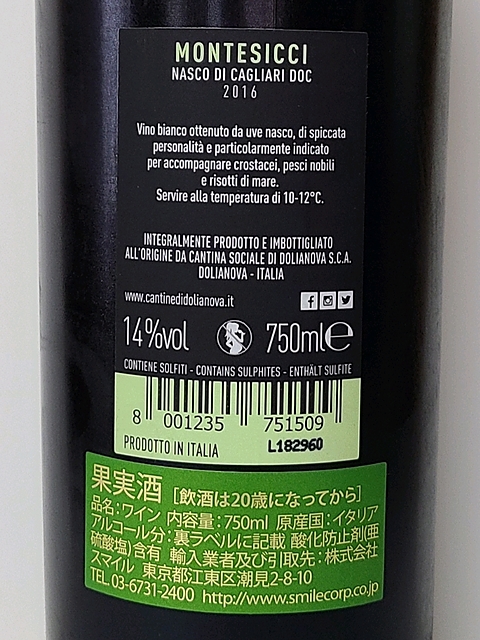 MONTESICCI
NASCO DI CAGLIARI DOC
2016
Vino bianco ottenuto da uve nasco, di spiccata
personalità e particolarmente indicato
per accompagnare crostacei, pesci nobili
e risotti di mare.
Servire alla temperatura di 10-12°C.
INTEGRALMENTE PRODOTTO E IMBOTTIGLIATO
ALL'ORIGINE DA CANTINA SOCIALE DI DOLIANOVA S.C.A.
DOLIANOVA - ITALIA
www.cantinedidolianova.it
14%vol 750ml e
CONTIENE SOLFITI - CONTAINS SULPHITES - ENTHÄLT SULFITE
8 001235 751509
PRODOTTO IN ITALIA L182960
果実酒 [飲酒は20歳になってから]
品名：ワイン 内容量：750ml 原産国：イタリア
アルコール分：裏ラベルに記載 酸化防止剤(亜
硫酸塩)含有 輸入業者及び引取先：株式会社
スマイル 東京都江東区潮見2-8-10
TEL 03-6731-2400 http://www.smilecorp.co.jp